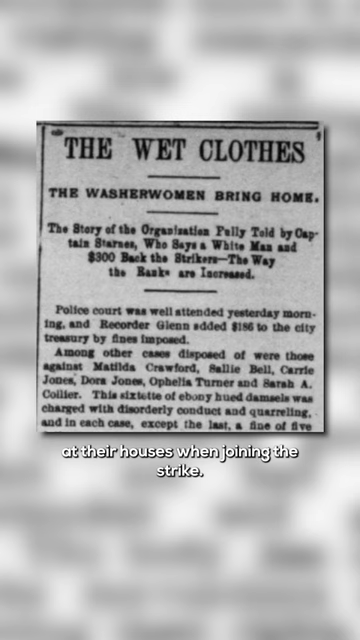 THE WET CLOTHES
THE WASHERWOMEN BRING HOME.
The Story of the Organization Fully Told by Cap-
tain Starnes, Who Says a White Man and
$300 Back the Strikers—The Way
the Ranks are Increased.
Police court was well attended yesterday morn-
ing, and Recorder Glenn added $186 to the city
treasury by fines imposed.
Among other cases disposed of were those
against Matilda Crawford, Sallie Bell, Carrie
Jones, Dora Jones, Ophelia Turner and Sarah A.
Collier. This sixtette of ebony hued damsels was
charged with disorderly conduct and quarreling,
and in each case, except the last, a fine of five
at their houses when joining the
strike.